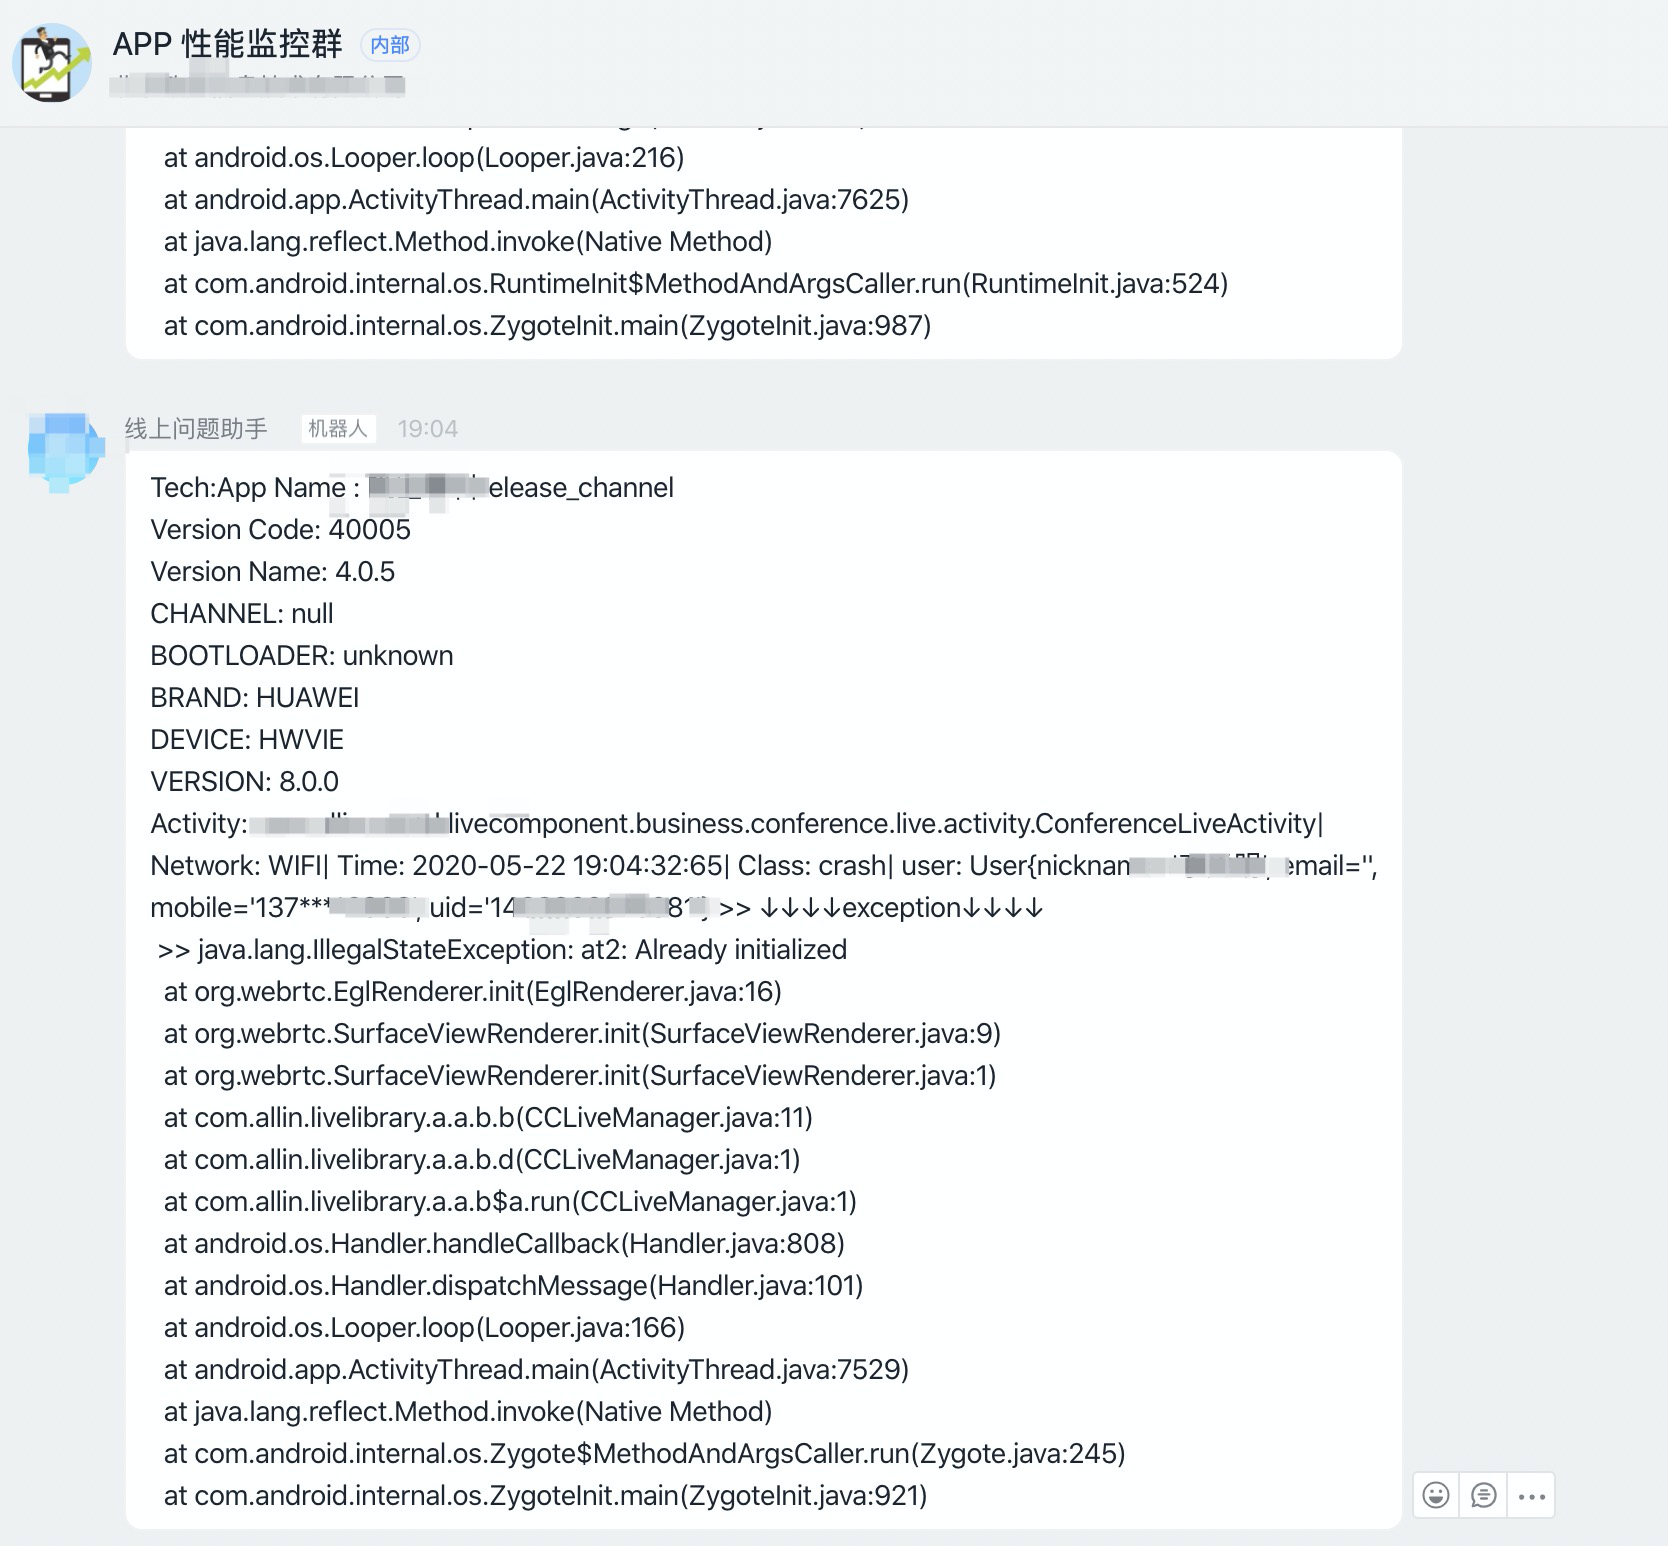 APP 性能监控群 内部
at android.os.Looper.loop(Looper.java:216)
at android.app.ActivityThread.main(ActivityThread.java:7625)
at java.lang.reflect.Method.invoke(Native Method)
at com.android.internal.os.RuntimeInit$MethodAndArgsCaller.run(RuntimeInit.java:524)
at com.android.internal.os.ZygoteInit.main(ZygoteInit.java:987)
线上问题助手 机器人 19:04
Tech:App Name : elease_channel
Version Code: 40005
Version Name: 4.0.5
CHANNEL: null
BOOTLOADER: unknown
BRAND: HUAWEI
DEVICE: HWVIE
VERSION: 8.0.0
Activity: livecomponent.business.conference.live.activity.ConferenceLiveActivity|
Network: WIFI| Time: 2020-05-22 19:04:32:65| Class: crash| user: User{nicknam email='',
mobile='137*** uid='14 >> ↓↓↓↓exception↓↓↓↓
>> java.lang.IllegalStateException: at2: Already initialized
at org.webrtc.EglRenderer.init(EglRenderer.java:16)
at org.webrtc.SurfaceViewRenderer.init(SurfaceViewRenderer.java:9)
at org.webrtc.SurfaceViewRenderer.init(SurfaceViewRenderer.java:1)
at com.allin.livelibrary.a.a.b.b(CCLiveManager.java:11)
at com.allin.livelibrary.a.a.b.d(CCLiveManager.java:1)
at com.allin.livelibrary.a.a.b$a.run(CCLiveManager.java:1)
at android.os.Handler.handleCallback(Handler.java:808)
at android.os.Handler.dispatchMessage(Handler.java:101)
at android.os.Looper.loop(Looper.java:166)
at android.app.ActivityThread.main(ActivityThread.java:7529)
at java.lang.reflect.Method.invoke(Native Method)
at com.android.internal.os.Zygote$MethodAndArgsCaller.run(Zygote.java:245)
at com.android.internal.os.ZygoteInit.main(ZygoteInit.java:921)